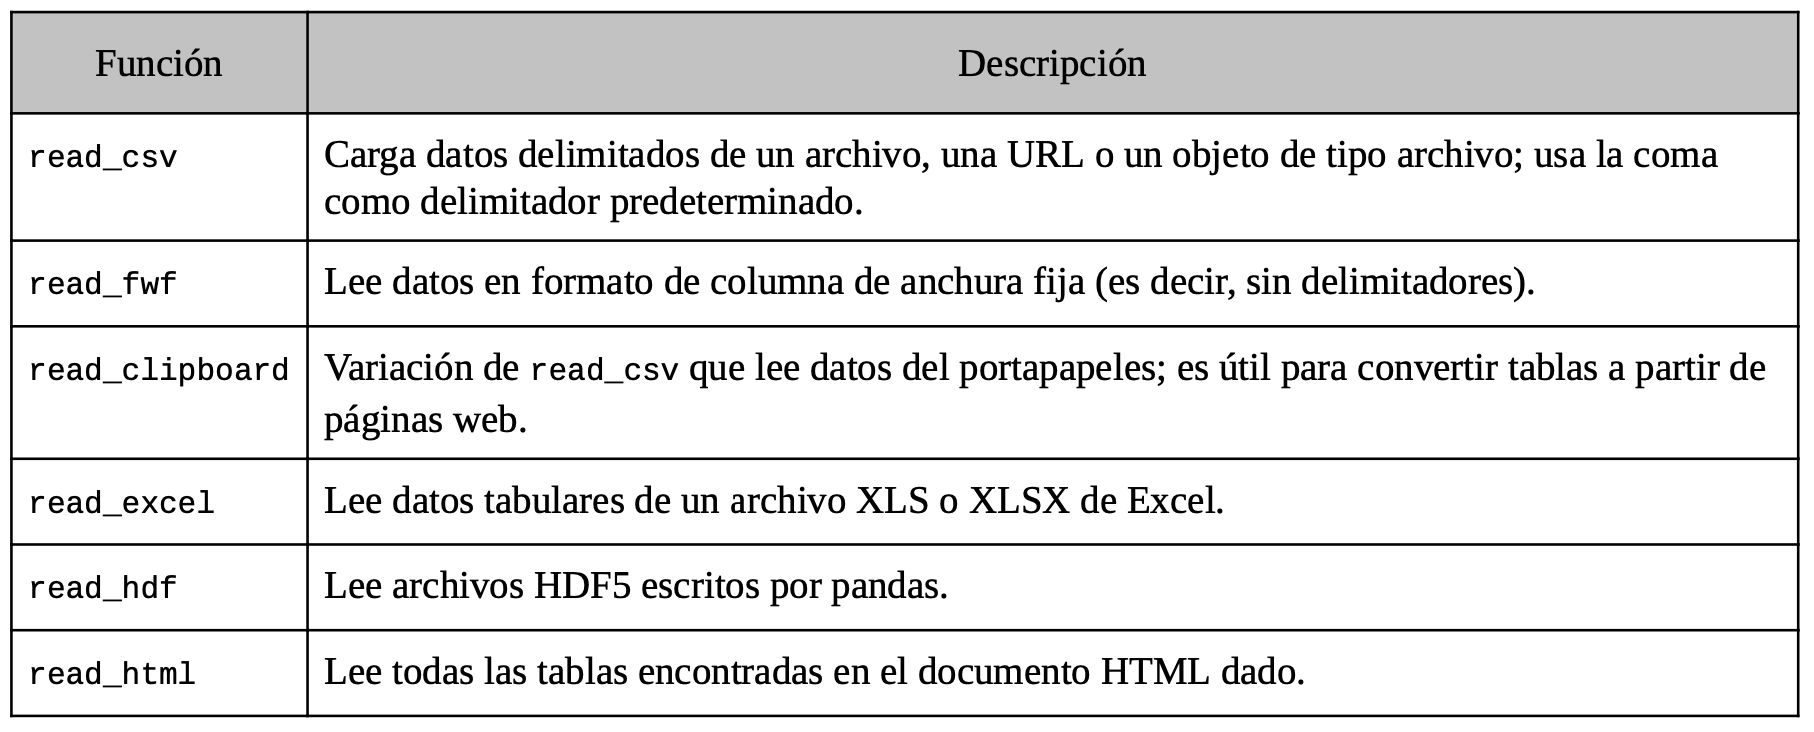 Función Descripción
read_csv Carga datos delimitados de un archivo, una URL o un objeto de tipo archivo; usa la coma
como delimitador predeterminado.
read_fwf Lee datos en formato de columna de anchura fija (es decir, sin delimitadores).
read_clipboard Variación de read_csv que lee datos del portapapeles; es útil para convertir tablas a partir de
páginas web.
read_excel Lee datos tabulares de un archivo XLS o XLSX de Excel.
read_hdf Lee archivos HDF5 escritos por pandas.
read_html Lee todas las tablas encontradas en el documento HTML dado.